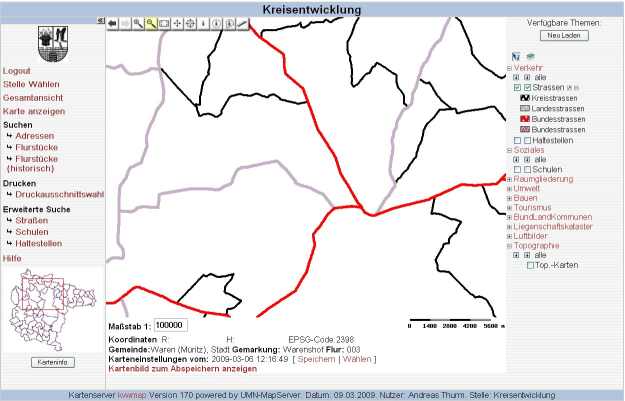 Kreisentwicklung
Logout
Stelle Wählen
Gesamtansicht
Karte anzeigen
Suchen
Adressen
Flurstücke
Flurstücke
(historisch)
Drucken
Druckausschnittswahl
Erweiterte Suche
Straßen
Schulen
Haltestellen
Hilfe
Karteninfo
Maßstab 1: 100000
0 1400 2800 4200 5600 m
Koordinaten R: H: EPSG-Code:2398
Gemeinde:Waren (Müritz), Stadt Gemarkung: Warenshof Flur: 003
Karteneinstellungen vom: 2009-03-06 12:16:49 [ Speichern | Wählen ]
Kartenbild zum Abspeichern anzeigen
Verfügbare Themen:
Neu Laden
Verkehr
alle
Strassen
Kreisstrassen
Landesstrassen
Bundesstrassen
Bundesstrassen
Haltestellen
Soziales
alle
Schulen
Raumgliederung
Umwelt
Bauen
Tourismus
BundLandKommunen
Liegenschaftskataster
Luftbilder
Topographie
alle
Top.-Karten
Kartenserver kvwmap Version 170 powered by UMN-MapServer. Datum: 09.03.2009. Nutzer: Andreas Thurm. Stelle: Kreisentwicklung